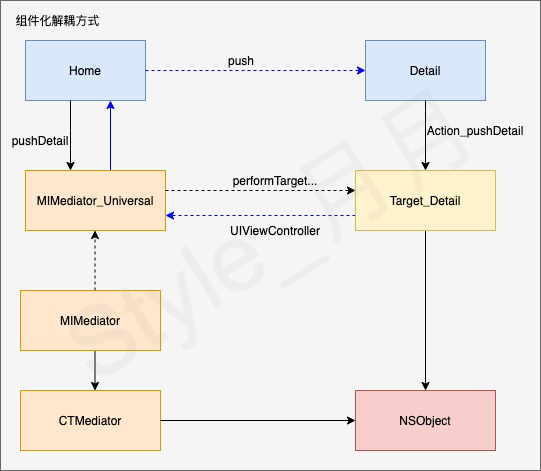 组件化解耦方式
Home
push
Detail
pushDetail
Action_pushDetail
MIMediator_Universal
performTarget...
Target_Detail
UIViewController
MIMediator
CTMediator
NSObject
Style_月月